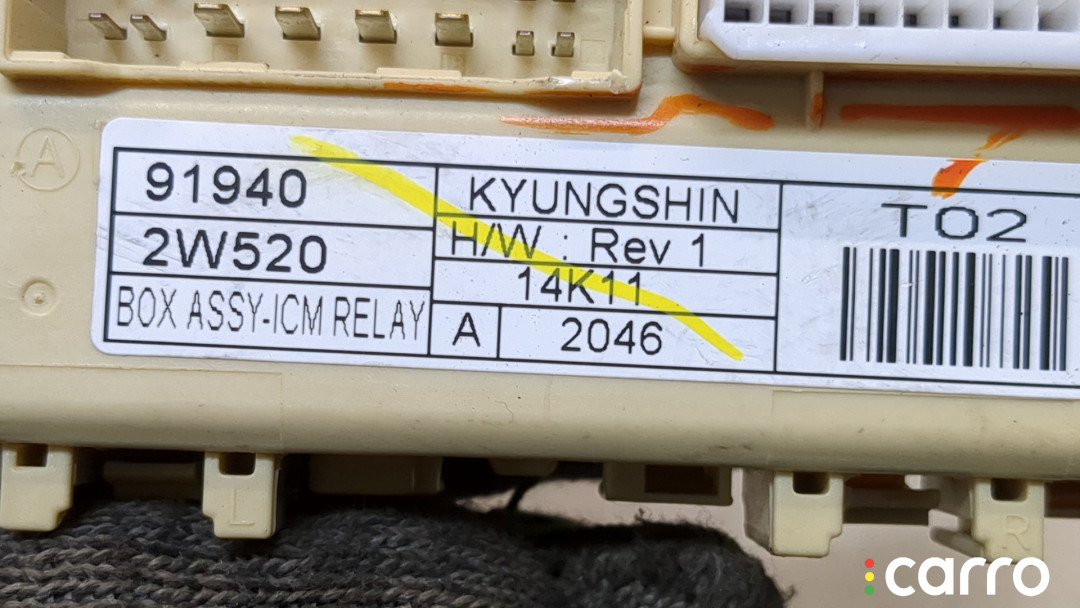 A
91940
2W520
BOX ASSY-ICM RELAY
KYUNGSHIN
H/W : Rev 1
14K11
A 2046
T02
L
R
carro